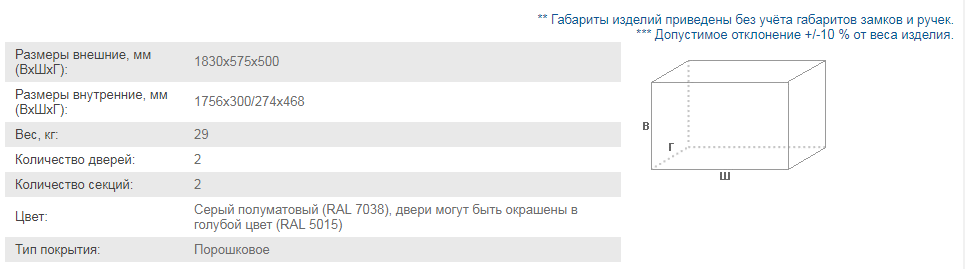 ** Габариты изделий приведены без учёта габаритов замков и ручек.
*** Допустимое отклонение +/-10 % от веса изделия.
Размеры внешние, мм
(ВхШхГ):
1830x575x500
Размеры внутренние, мм
(ВхШхГ):
1756x300/274x468
Вес, кг:
29
Количество дверей:
2
Количество секций:
2
Цвет:
Серый полуматовый (RAL 7038), двери могут быть окрашены в
голубой цвет (RAL 5015)
Тип покрытия:
Порошковое
В
Г
Ш